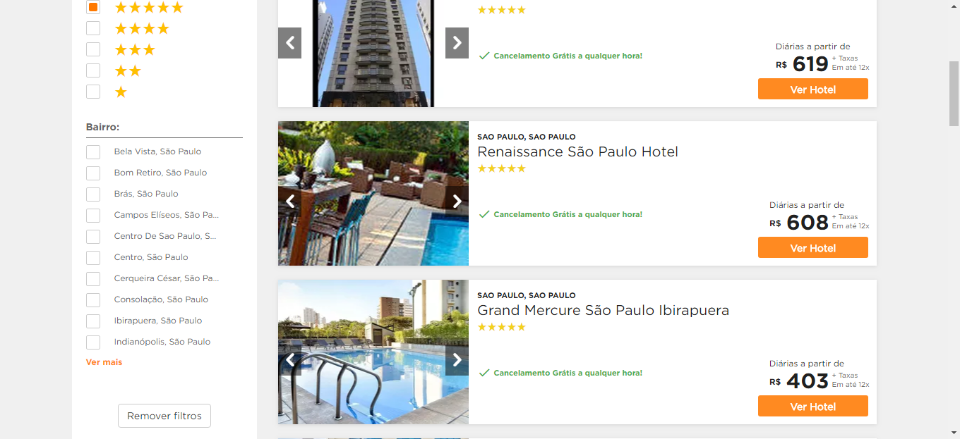 Bairro:
Bela Vista, São Paulo
Bom Retiro, São Paulo
Brás, São Paulo
Campos Elíseos, São Pa...
Centro De Sao Paulo, S...
Centro, São Paulo
Cerqueira César, São Pa...
Consolação, São Paulo
Ibirapuera, São Paulo
Indianópolis, São Paulo
Ver mais
Remover filtros
Cancelamento Grátis a qualquer hora!
Diárias a partir de
R$ 619 + Taxas
Em até 12x
Ver Hotel
SAO PAULO, SAO PAULO
Renaissance São Paulo Hotel
Cancelamento Grátis a qualquer hora!
Diárias a partir de
R$ 608 + Taxas
Em até 12x
Ver Hotel
SAO PAULO, SAO PAULO
Grand Mercure São Paulo Ibirapuera
Cancelamento Grátis a qualquer hora!
Diárias a partir de
R$ 403 + Taxas
Em até 12x
Ver Hotel